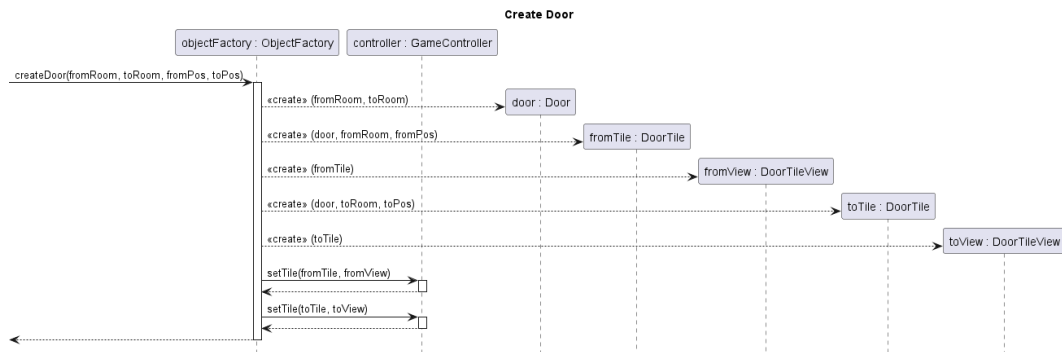 Create Door
objectFactory : ObjectFactory
controller : GameController
createDoor(fromRoom, toRoom, fromPos, toPos)
«create» (fromRoom, toRoom)
door : Door
«create» (door, fromRoom, fromPos)
fromTile : DoorTile
«create» (fromTile)
fromView : DoorTileView
«create» (door, toRoom, toPos)
toTile : DoorTile
«create» (toTile)
toView : DoorTileView
setTile(fromTile, fromView)
setTile(toTile, toView)